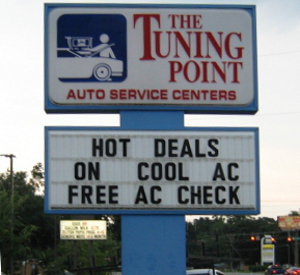 THE
TUNING
POINT
AUTO SERVICE CENTERS
HOT DEALS
ON COOL AC
FREE AC CHECK